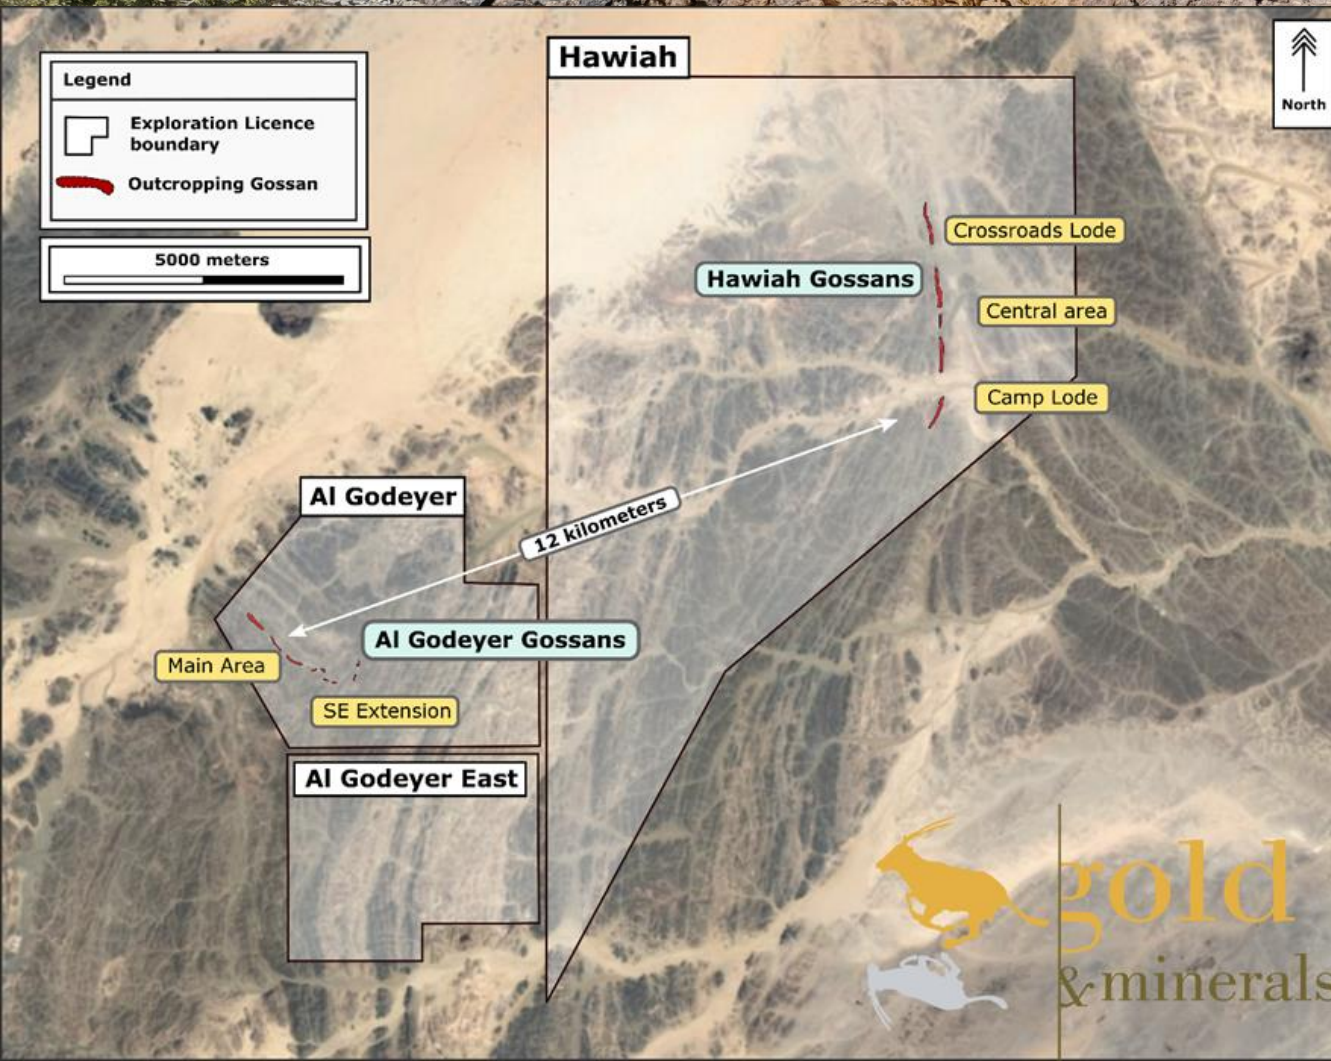 Hawiah
Legend
Exploration Licence
boundary
Outcropping Gossan
5000 meters
North
Crossroads Lode
Hawiah Gossans
Central area
Camp Lode
Al Godeyer
12 kilometers
Al Godeyer Gossans
Main Area
SE Extension
Al Godeyer East
gold
&minerals